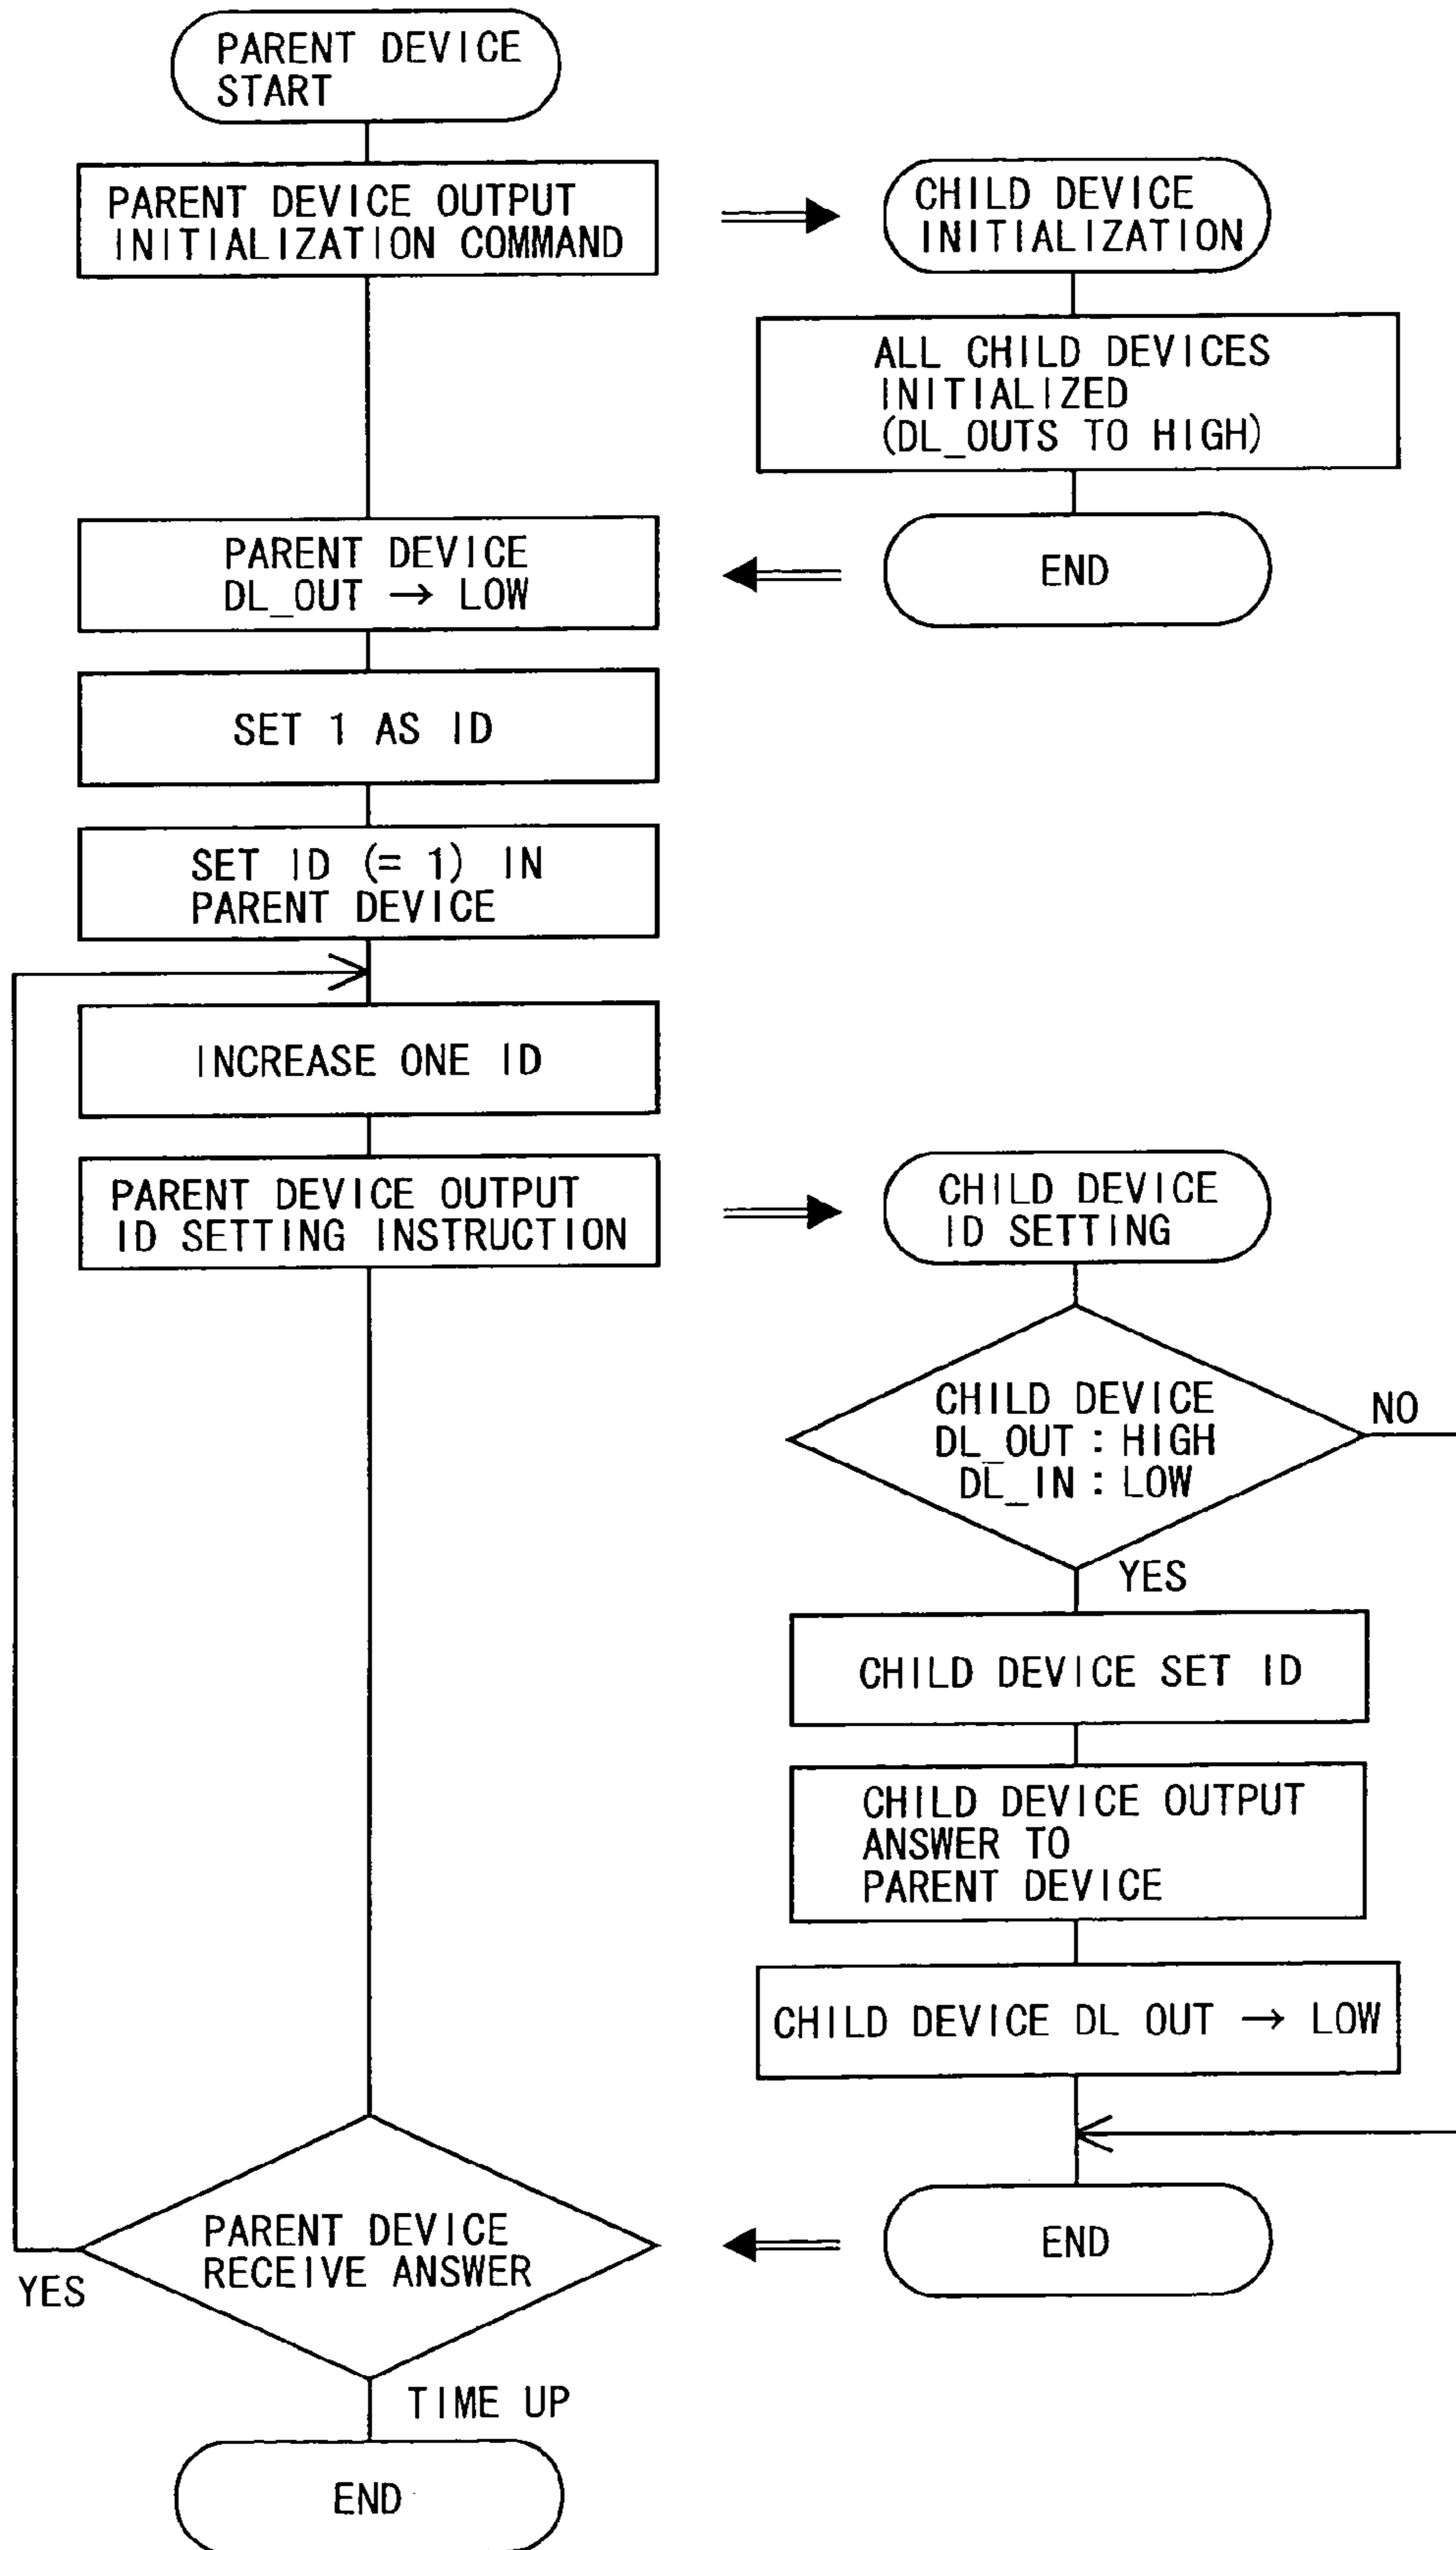 PARENT DEVICE
START
PARENT DEVICE OUTPUT
INITIALIZATION COMMAND
CHILD DEVICE
INITIALIZATION
ALL CHILD DEVICES
INITIALIZED
(DL_OUTS TO HIGH)
END
PARENT DEVICE
DL_OUT → LOW
SET 1 AS ID
SET ID (= 1) IN
PARENT DEVICE
INCREASE ONE ID
PARENT DEVICE OUTPUT
ID SETTING INSTRUCTION
CHILD DEVICE
ID SETTING
CHILD DEVICE
DL_OUT : HIGH
DL_IN : LOW
NO
YES
CHILD DEVICE SET ID
CHILD DEVICE OUTPUT
ANSWER TO
PARENT DEVICE
CHILD DEVICE DL OUT → LOW
END
PARENT DEVICE
RECEIVE ANSWER
YES
TIME UP
END